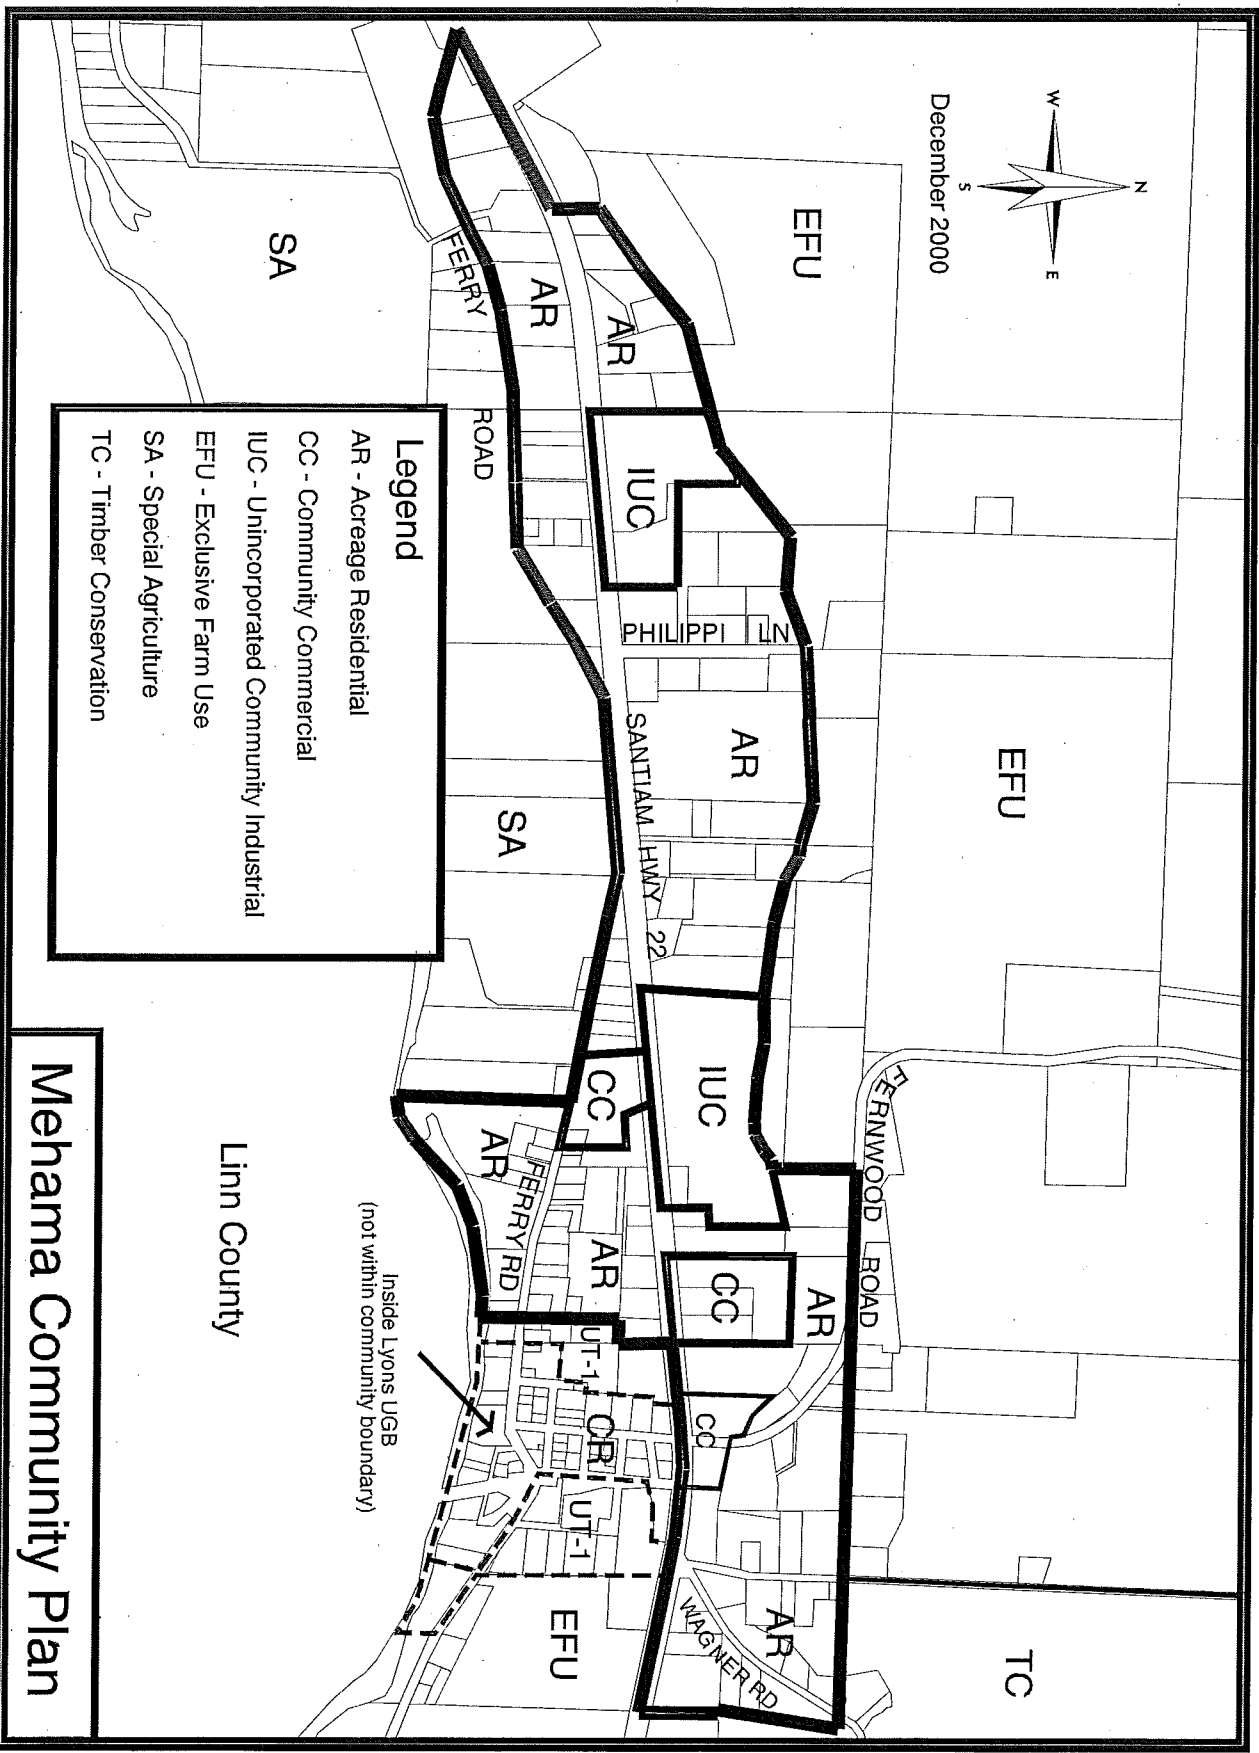 N
W
E
S
December 2000
EFU
EFU
TC
FERNWOOD ROAD
AR
AR
IUC
PHILIPPI LN
AR
IUC
CC
AR
CC
AR
WAGNER RD
SANTIAM HWY 22
SA
FERRY
ROAD
SA
CC
AR
FERRY RD
AR
UT-1
CR
UT-1
EFU
Inside Lyons UGB
(not within community boundary)
Linn County
Legend
AR - Acreage Residential
CC - Community Commercial
IUC - Unincorporated Community Industrial
EFU - Exclusive Farm Use
SA - Special Agriculture
TC - Timber Conservation
Mehama Community Plan